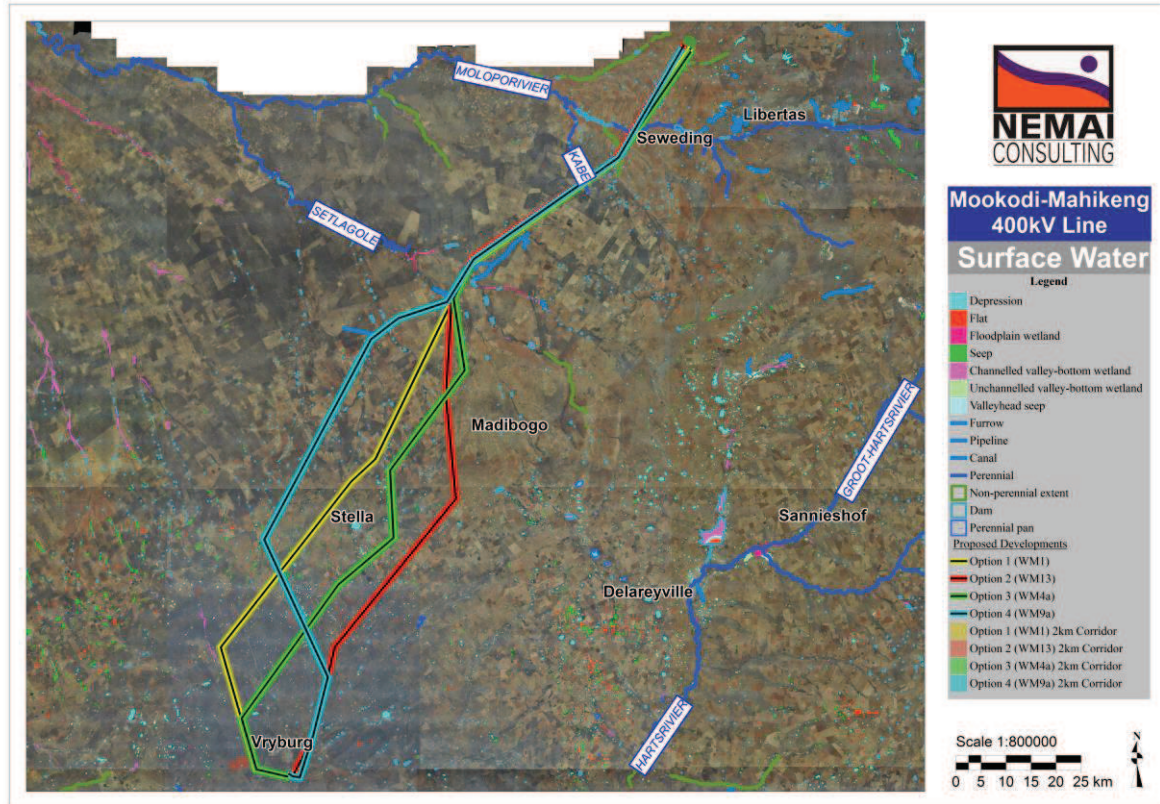 MOLOPORIVIER
Libertas
Seweding
KABE
SETLAGOLE
Madibogo
GROOT-HARTSRIVIER
Stella
Sannieshof
Delareyville
Vryburg
HARTSRIVIER
NEMAI
CONSULTING
Mookodi-Mahikeng
400kV Line
Surface Water
Legend
Depression
Flat
Floodplain wetland
Seep
Channelled valley-bottom wetland
Unchannelled valley-bottom wetland
Valleyhead seep
Furrow
Pipeline
Canal
Perennial
Non-perennial extent
Dam
Perennial pan
Proposed Developments
Option 1 (WM1)
Option 2 (WM13)
Option 3 (WM4a)
Option 4 (WM9a)
Option 1 (WM1) 2km Corridor
Option 2 (WM13) 2km Corridor
Option 3 (WM4a) 2km Corridor
Option 4 (WM9a) 2km Corridor
Scale 1:800000
N
0 5 10 15 20 25 km